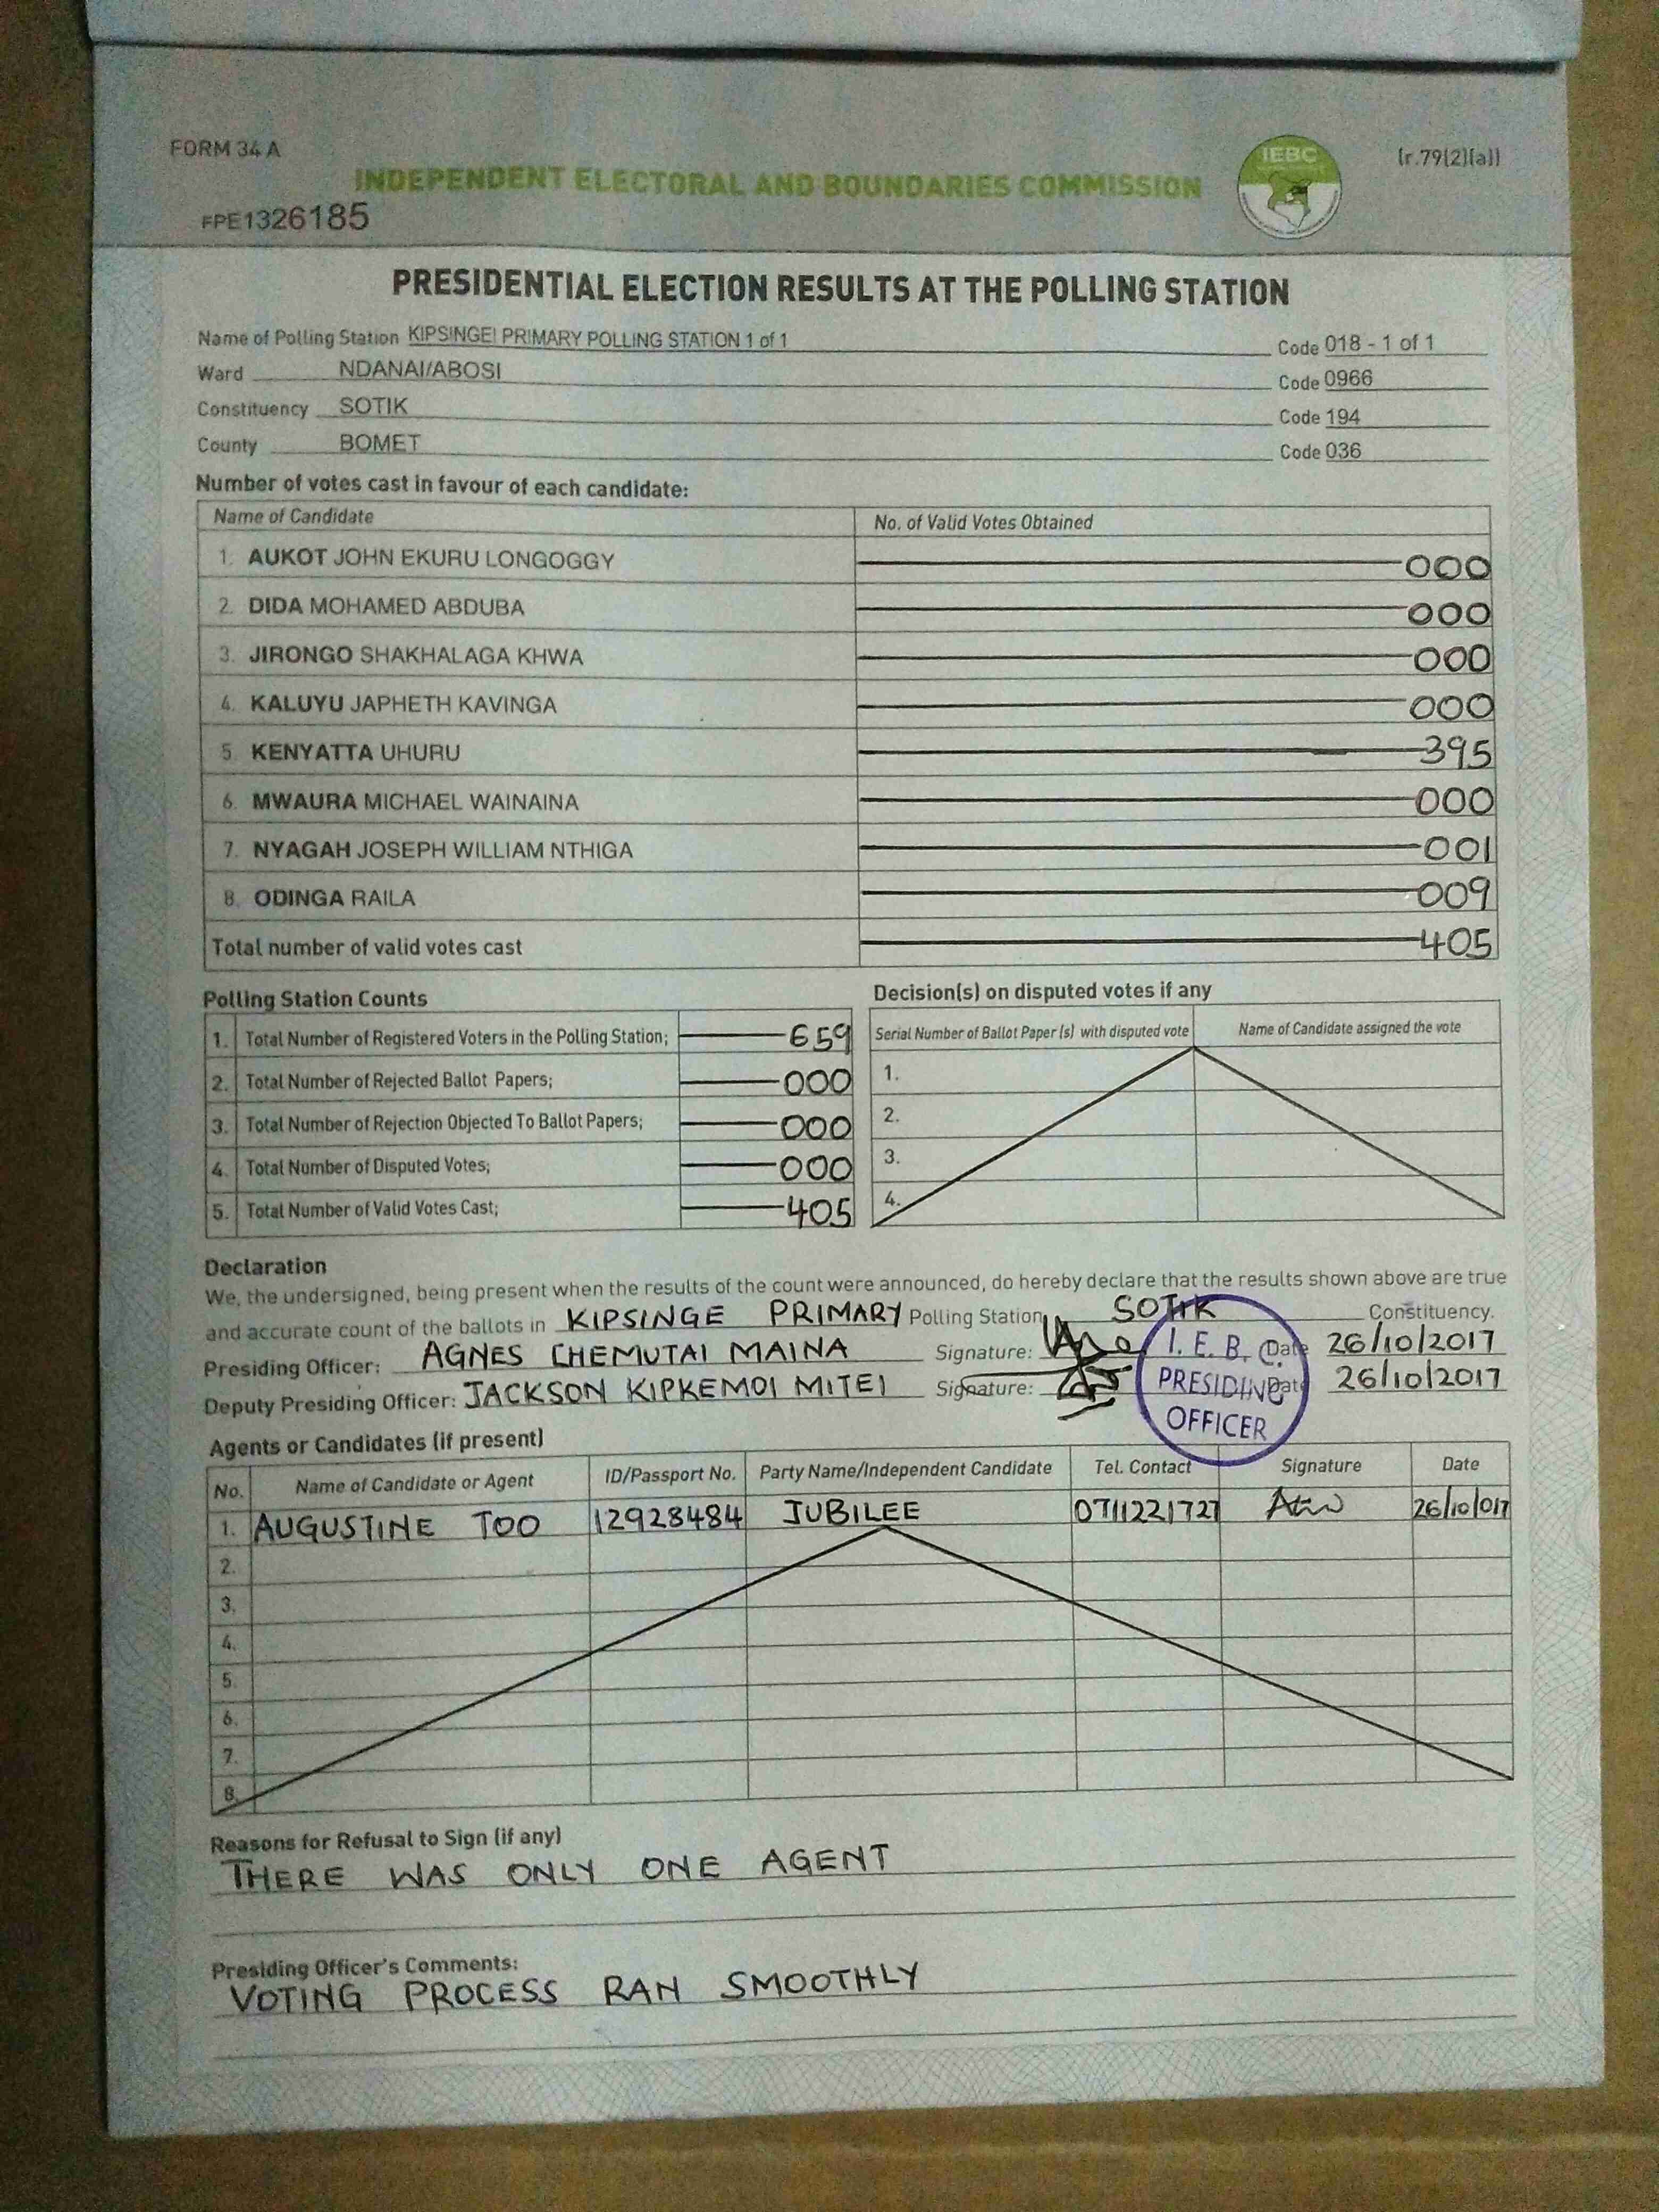 FORM 34 A
(r.79(2)(a))
INDEPENDENT ELECTORAL AND BOUNDARIES COMMISSION
IEBC
FPE1326185
PRESIDENTIAL ELECTION RESULTS AT THE POLLING STATION
Name of Polling Station KIPSINGEI PRIMARY POLLING STATION 1 of 1 Code 018 - 1 of 1
Ward NDANAI/ABOSI Code 0966
Constituency SOTIK Code 194
County BOMET Code 036
Number of votes cast in favour of each candidate:
Name of Candidate No. of Valid Votes Obtained
1. AUKOT JOHN EKURU LONGOGGY 000
2. DIDA MOHAMED ABDUBA 000
3. JIRONGO SHAKHALAGA KHWA 000
4. KALUYU JAPHETH KAVINGA 000
5. KENYATTA UHURU 395
6. MWAURA MICHAEL WAINAINA 000
7. NYAGAH JOSEPH WILLIAM NTHIGA 001
8. ODINGA RAILA 009
Total number of valid votes cast 405
Polling Station Counts
1. Total Number of Registered Voters in the Polling Station; 659
2. Total Number of Rejected Ballot Papers; 000
3. Total Number of Rejection Objected To Ballot Papers; 000
4. Total Number of Disputed Votes; 000
5. Total Number of Valid Votes Cast; 405
Decision(s) on disputed votes if any
Serial Number of Ballot Paper (s) with disputed vote Name of Candidate assigned the vote
1.
2.
3.
4.
Declaration
We, the undersigned, being present when the results of the count were announced, do hereby declare that the results shown above are true
and accurate count of the ballots in KIPSINGE PRIMARY Polling Station SOTIK Constituency.
Presiding Officer: AGNES CHEMUTAI MAINA Signature: Date 26/10/2017
Deputy Presiding Officer: JACKSON KIPKEMOI MITEI Signature: Date 26/10/2017
I. E. B. C.
PRESIDING
OFFICER
Agents or Candidates (if present)
No. Name of Candidate or Agent ID/Passport No. Party Name/Independent Candidate Tel. Contact Signature Date
1. AUGUSTINE TOO 12928484 JUBILEE 0711221727 26/10/017
2.
3.
4.
5.
6.
7.
8.
Reasons for Refusal to Sign (if any)
THERE WAS ONLY ONE AGENT
Presiding Officer's Comments:
VOTING PROCESS RAN SMOOTHLY